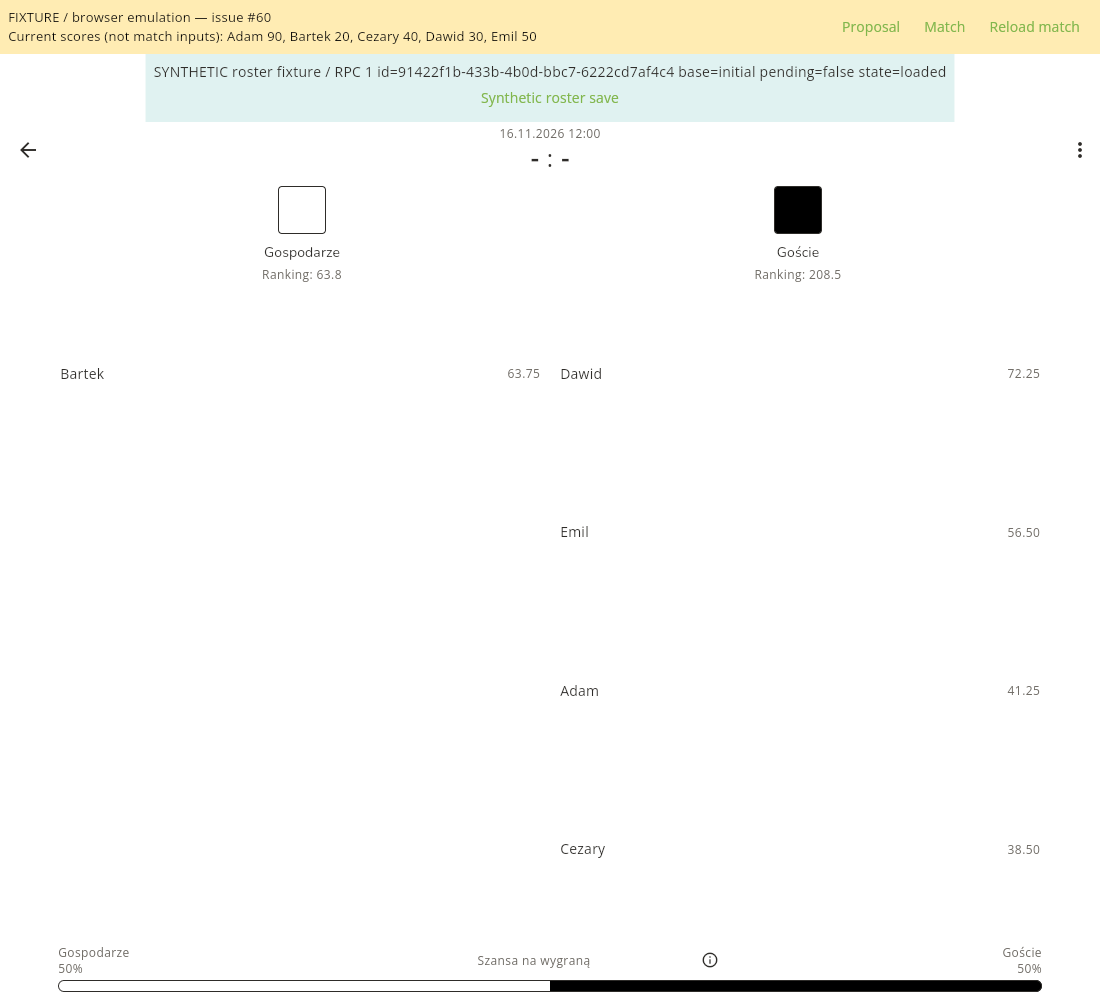 FIXTURE / browser emulation — issue #60
Current scores (not match inputs): Adam 90, Bartek 20, Cezary 40, Dawid 30, Emil 50
Proposal
Match
Reload match
SYNTHETIC roster fixture / RPC 1 id=91422f1b-433b-4b0d-bbc7-6222cd7af4c4 base=initial pending=false state=loaded
Synthetic roster save
16.11.2026 12:00
- : -
Gospodarze
Ranking: 63.8
Goście
Ranking: 208.5
Bartek 63.75
Dawid 72.25
Emil 56.50
Adam 41.25
Cezary 38.50
Gospodarze
50%
Szansa na wygraną
Goście
50%